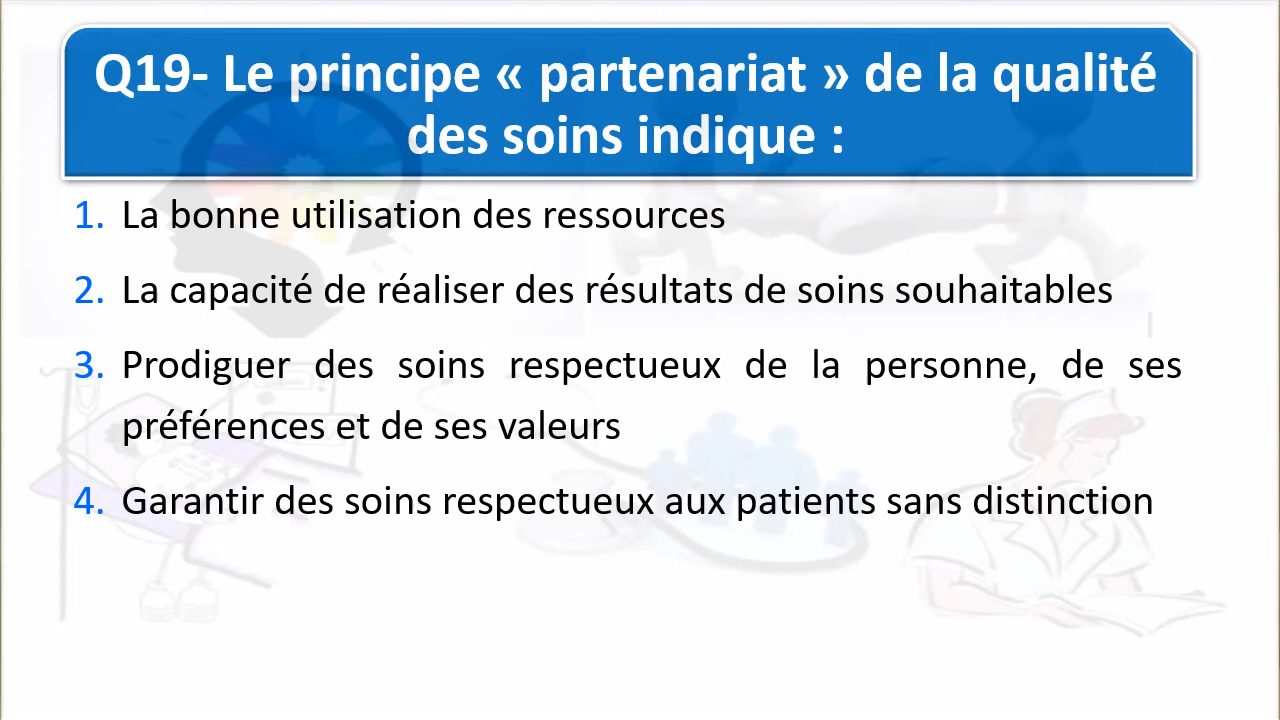 Q19- Le principe « partenariat » de la qualité
des soins indique :
1. La bonne utilisation des ressources
2. La capacité de réaliser des résultats de soins souhaitables
3. Prodiguer des soins respectueux de la personne, de ses
préférences et de ses valeurs
4. Garantir des soins respectueux aux patients sans distinction